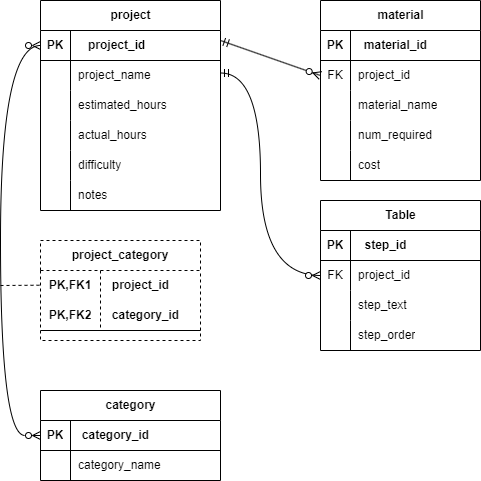 project
PK project_id
project_name
estimated_hours
actual_hours
difficulty
notes
material
PK material_id
FK project_id
material_name
num_required
cost
project_category
PK,FK1 project_id
PK,FK2 category_id
Table
PK step_id
FK project_id
step_text
step_order
category
PK category_id
category_name